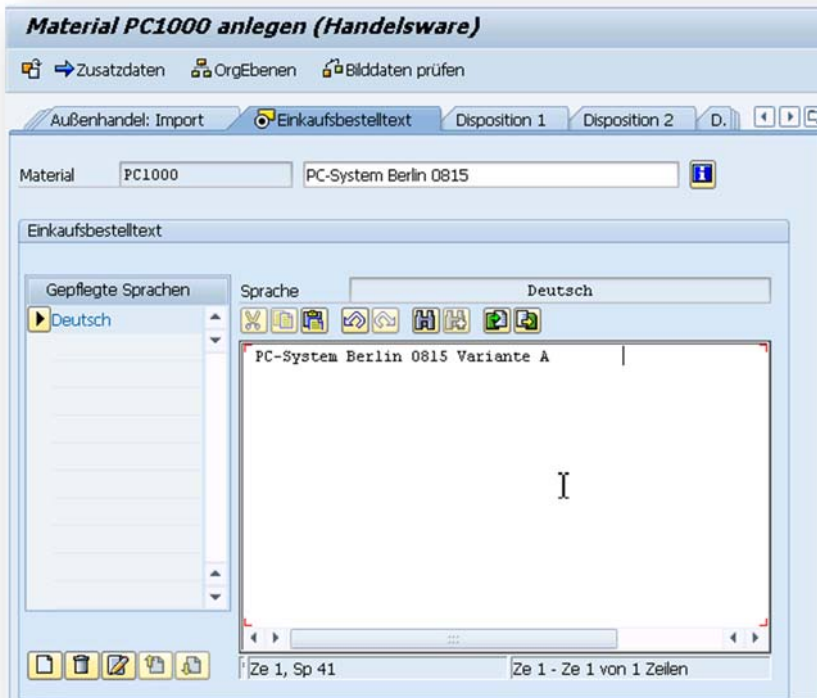 Material PC1000 anlegen (Handelsware)
Zusatzdaten OrgEbenen Bilddaten prüfen
Außenhandel: Import Einkaufsbestelltext Disposition 1 Disposition 2 D.
Material PC1000 PC-System Berlin 0815
Einkaufsbestelltext
Gepflegte Sprachen Sprache Deutsch
Deutsch
PC-System Berlin 0815 Variante A
Ze 1, Sp 41 Ze 1 - Ze 1 von 1 Zeilen